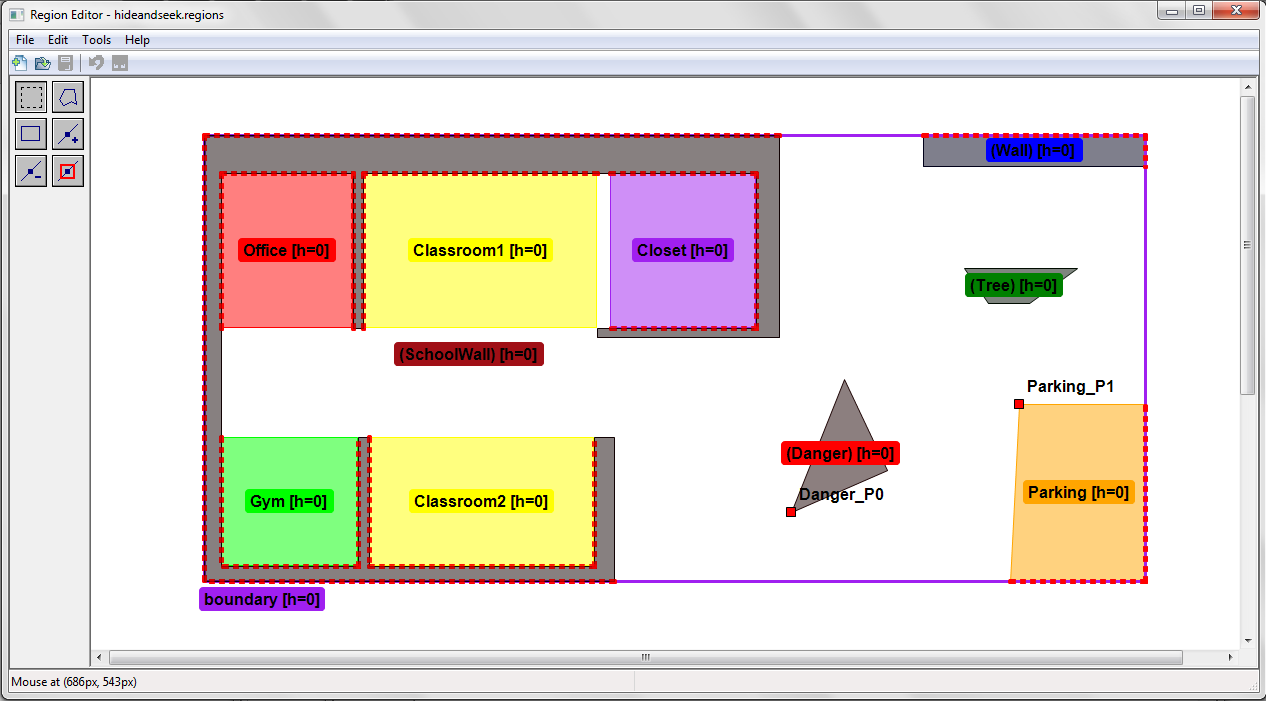 Region Editor - hideandseek.regions
File Edit Tools Help
(Wall) [h=0]
Office [h=0] Classroom1 [h=0] Closet [h=0]
(Tree) [h=0]
(SchoolWall) [h=0]
Parking_P1
(Danger) [h=0]
Danger_P0
Parking [h=0]
Gym [h=0] Classroom2 [h=0]
boundary [h=0]
Mouse at (686px, 543px)